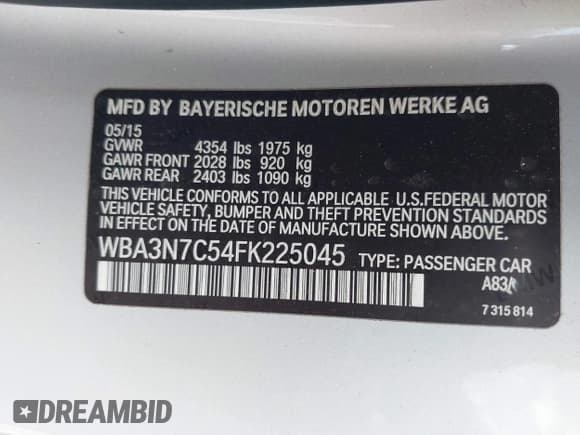 MFD BY BAYERISCHE MOTOREN WERKE AG
05/15
GVWR 4354 lbs 1975 kg
GAWR FRONT 2028 lbs 920 kg
GAWR REAR 2403 lbs 1090 kg
THIS VEHICLE CONFORMS TO ALL APPLICABLE U.S.FEDERAL MOTOR
VEHICLE SAFETY, BUMPER AND THEFT PREVENTION STANDARDS
IN EFFECT ON THE DATE OF MANUFACTURE SHOWN ABOVE.
WBA3N7C54FK225045 TYPE: PASSENGER CAR
7 315 814
DREAMBID